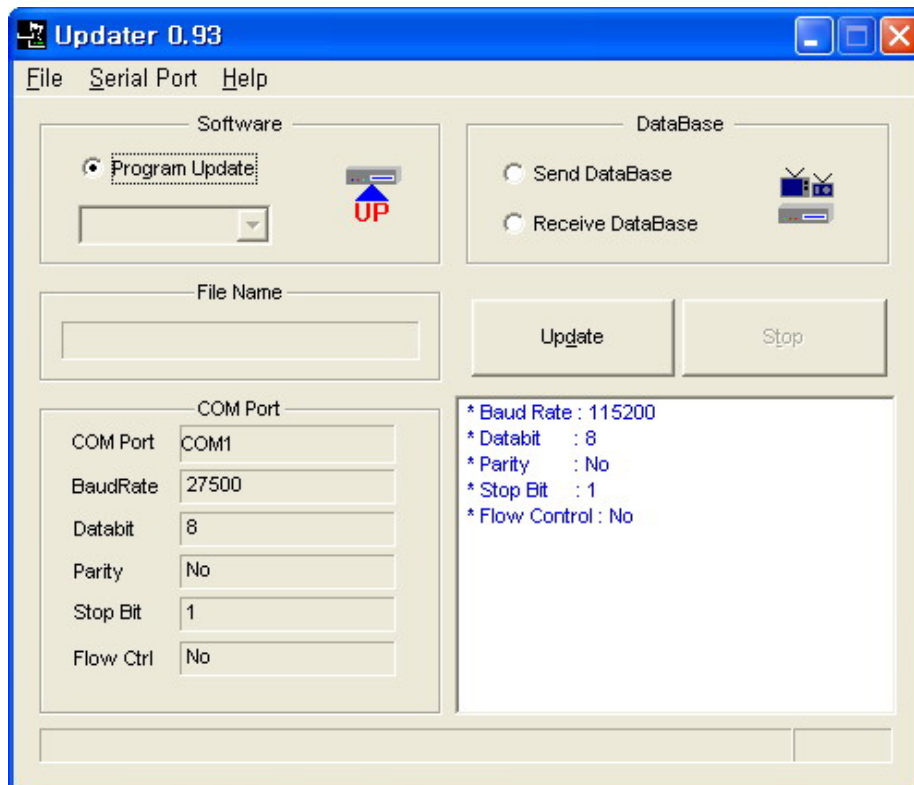 Updater 0.93
File Serial Port Help
Software
Program Update
UP
DataBase
Send DataBase
Receive DataBase
File Name
Update
Stop
COM Port
COM Port COM1
BaudRate 27500
Databit 8
Parity No
Stop Bit 1
Flow Ctrl No
* Baud Rate : 115200
* Databit : 8
* Parity : No
* Stop Bit : 1
* Flow Control : No